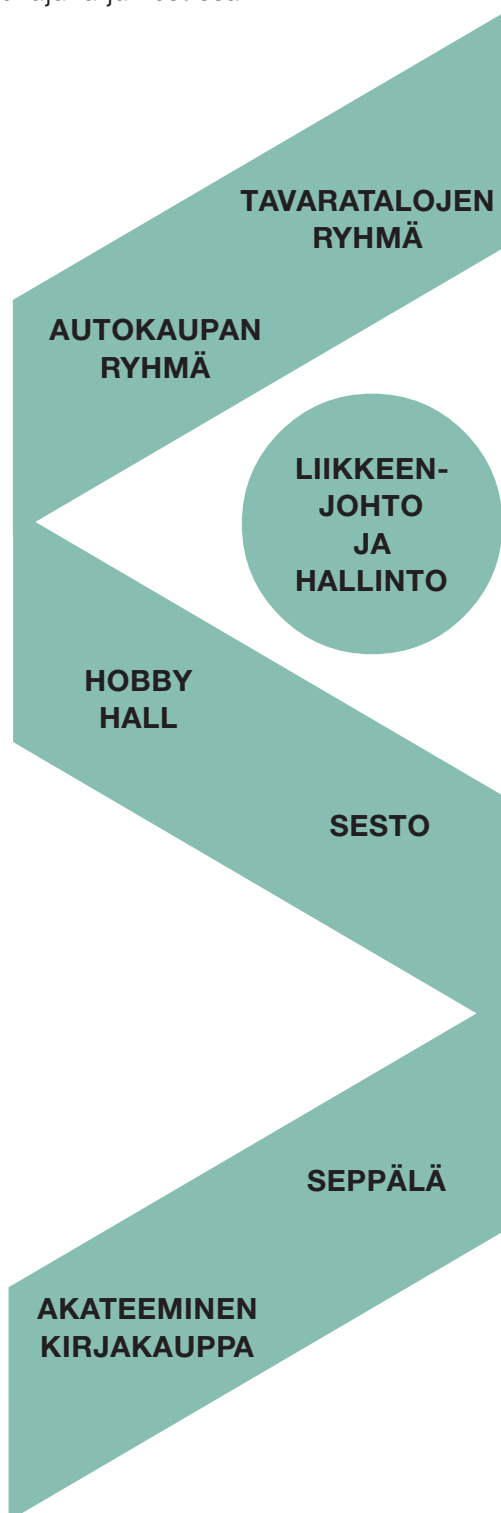 TAVARATALOJEN
RYHMÄ
AUTOKAUPAN
RYHMÄ
LIIKKEEN-
JOHTO
JA
HALLINTO
HOBBY
HALL
SESTO
SEPPÄLÄ
AKATEEMINEN
KIRJAKAUPPA